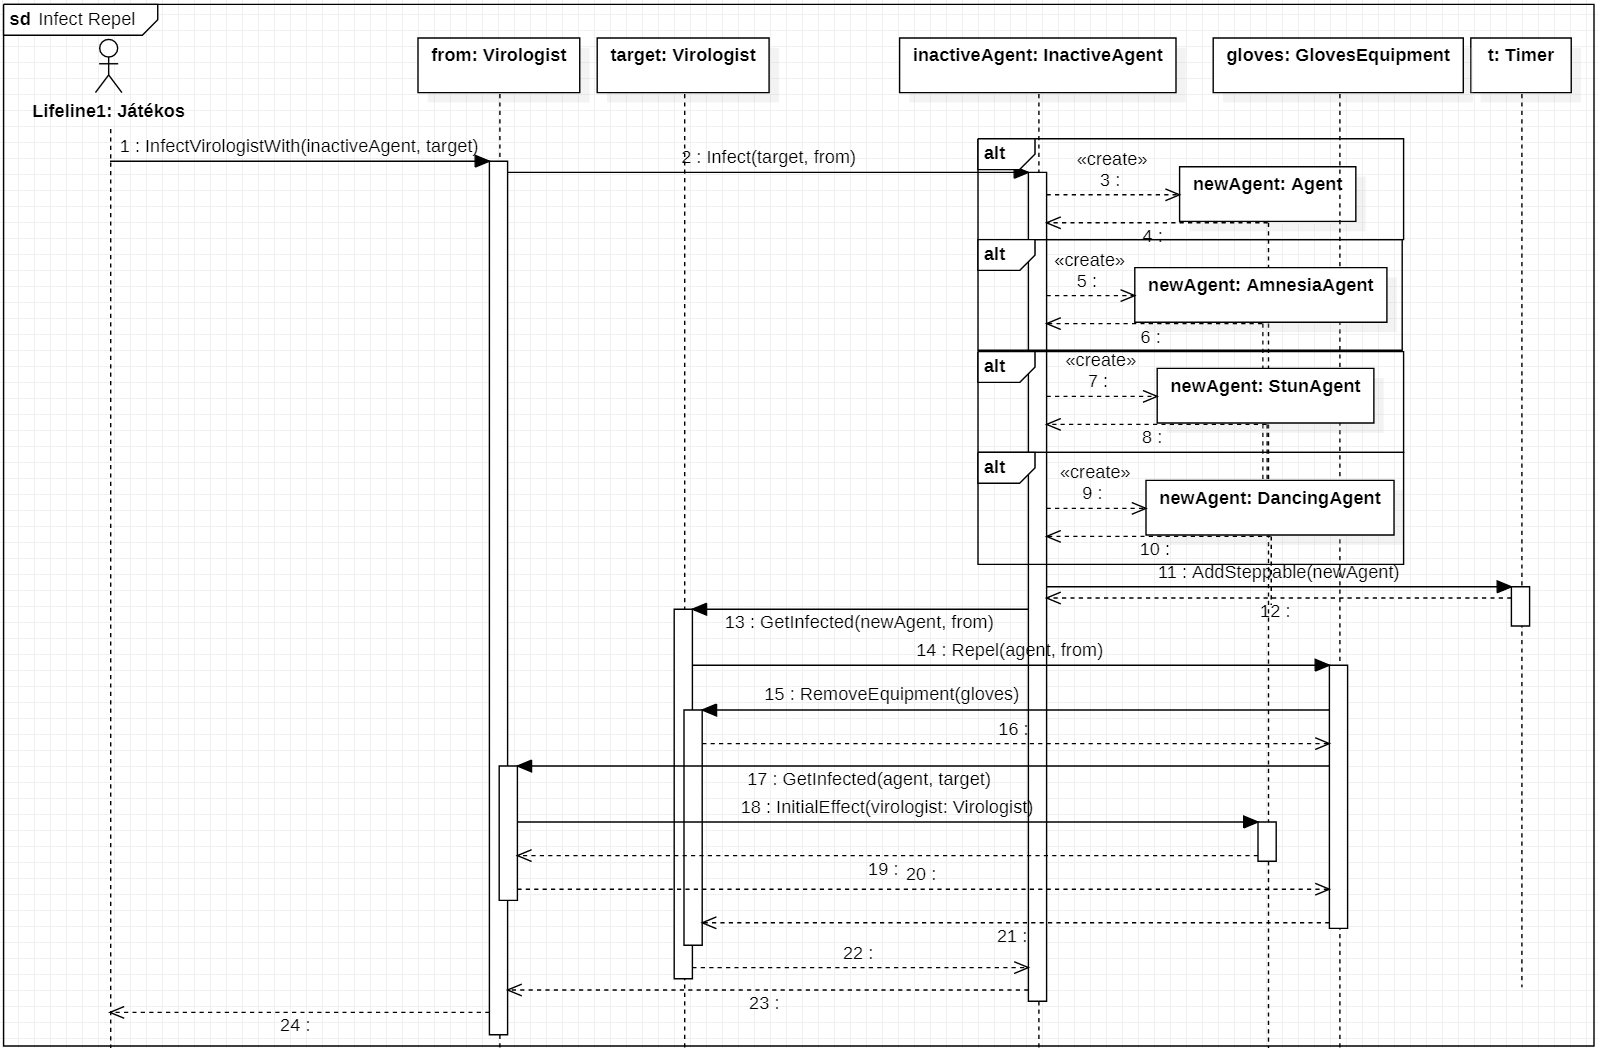 sd Infect Repel
Lifeline1: Játékos
from: Virologist
target: Virologist
inactiveAgent: InactiveAgent
gloves: GlovesEquipment
t: Timer
1 : InfectVirologistWith(inactiveAgent, target)
2 : Infect(target, from)
alt
«create»
3 :
newAgent: Agent
4 :
alt
«create»
5 :
newAgent: AmnesiaAgent
6 :
alt
«create»
7 :
newAgent: StunAgent
8 :
alt
«create»
9 :
newAgent: DancingAgent
10 :
11 : AddSteppable(newAgent)
12 :
13 : GetInfected(newAgent, from)
14 : Repel(agent, from)
15 : RemoveEquipment(gloves)
16 :
17 : GetInfected(agent, target)
18 : InitialEffect(virologist: Virologist)
19 :
20 :
21 :
22 :
23 :
24 :